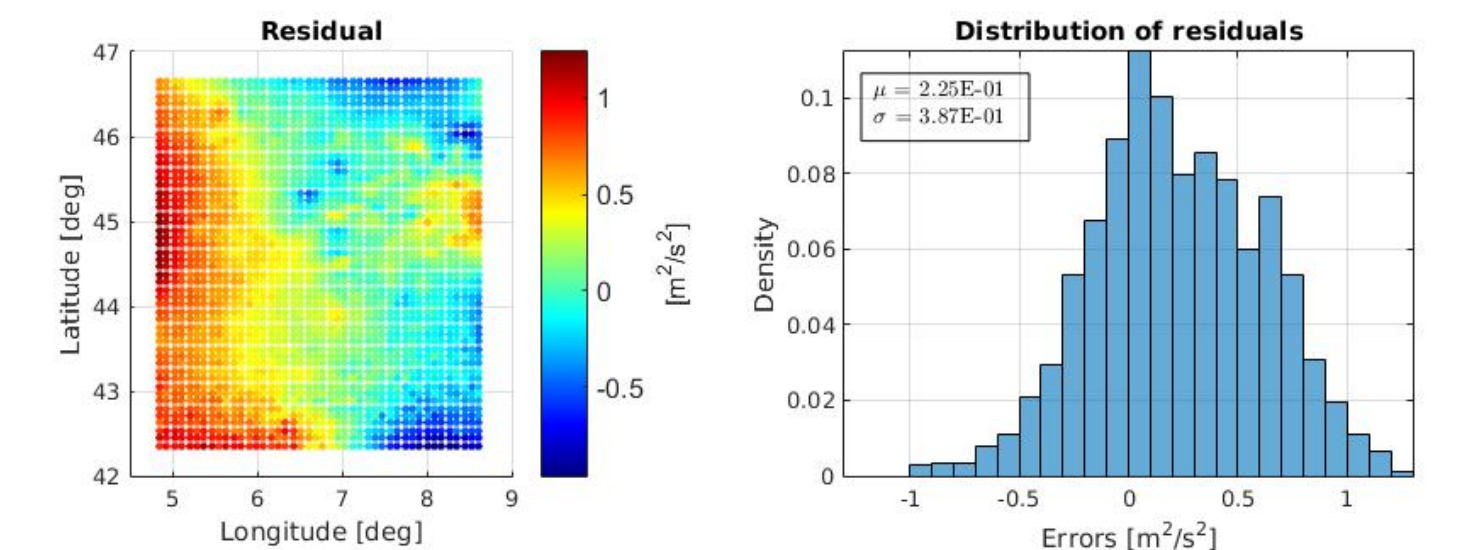 Residual
47
46
45
44
43
42
Latitude [deg]
5
6
7
8
9
Longitude [deg]
1
0.5
0
-0.5
[m²/s²]
Distribution of residuals
μ = 2.25E-01
σ = 3.87E-01
0.1
0.08
0.06
0.04
0.02
0
Density
-1
-0.5
0
0.5
1
Errors [m²/s²]